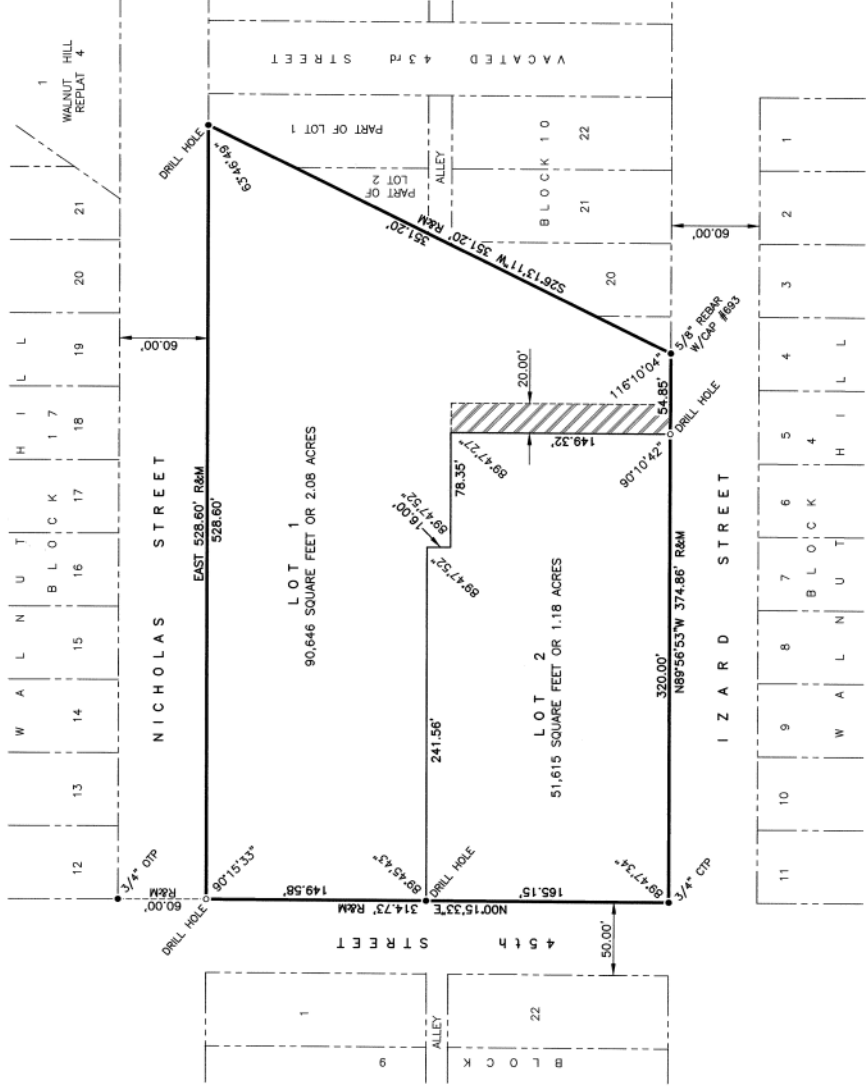 1
WALNUT HILL
REPLAT 4
WALNUT HILL
BLOCK 17
12
13
14
15
16
17
18
19
20
21
3/4" OTP
60.00'
R&M
DRILL HOLE
NICHOLAS STREET
60.00'
DRILL HOLE
90°15'33"
EAST 528.60' R&M
528.60'
63°46'49"
VACATED 43rd STREET
PART OF LOT 1
PART OF
LOT 2
ALLEY
BLOCK 10
22
21
20
351.20'
S26°13'11"W 351.20' R&M
LOT 1
90,646 SQUARE FEET OR 2.08 ACRES
149.58'
314.73' R&M
N00°15'33"E
89°45'43"
DRILL HOLE
241.56'
89°47'52"
16.00'
89°47'52"
78.35'
89°47'27"
20.00'
149.32'
LOT 2
51,615 SQUARE FEET OR 1.18 ACRES
165.15'
89°47'34"
3/4" CTP
320.00'
N89°56'53"W 374.86' R&M
90°10'42"
DRILL HOLE
54.85'
116°10'04"
5/8" REBAR
W/CAP #693
60.00'
45th STREET
50.00'
1
ALLEY
22
BLOCK 9
IZARD STREET
11
10
9
8
7
6
5
4
3
2
1
BLOCK 4
WALNUT HILL